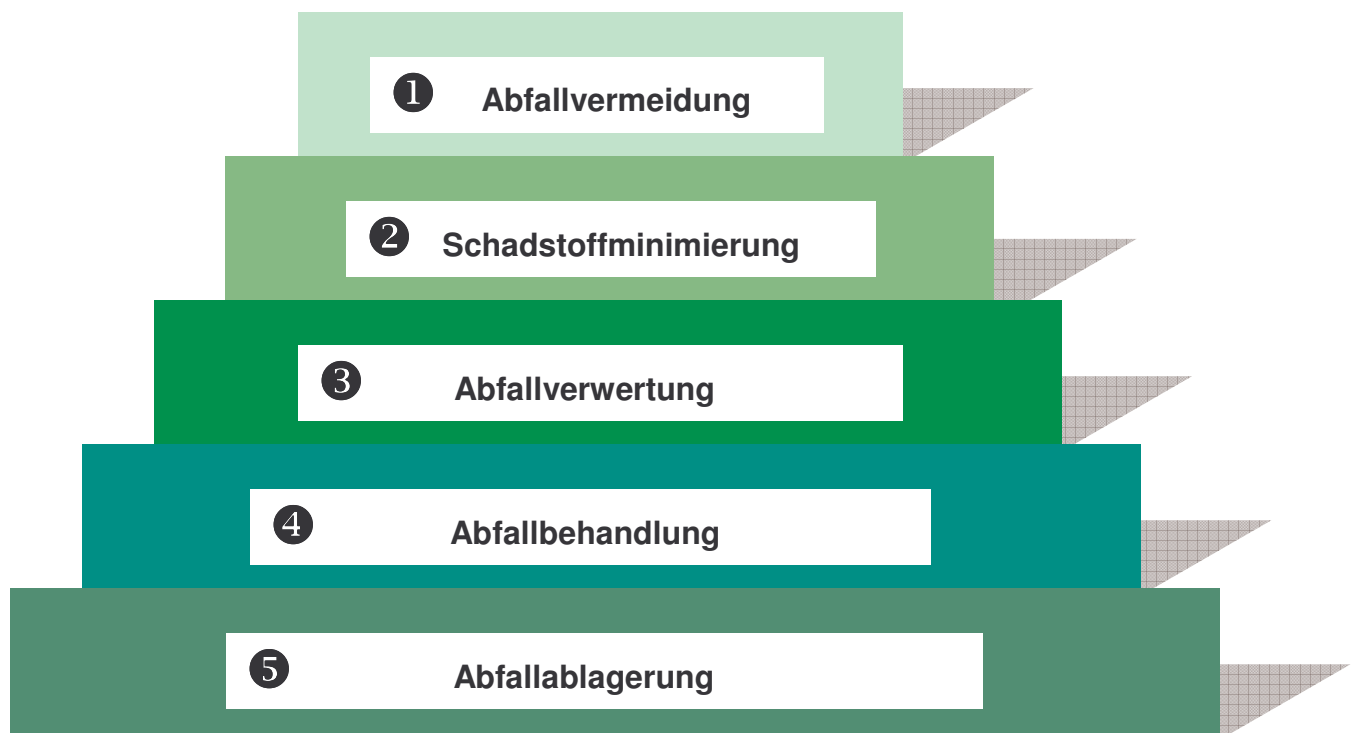 ❶ Abfallvermeidung
❷ Schadstoffminimierung
❸ Abfallverwertung
❹ Abfallbehandlung
❺ Abfallablagerung